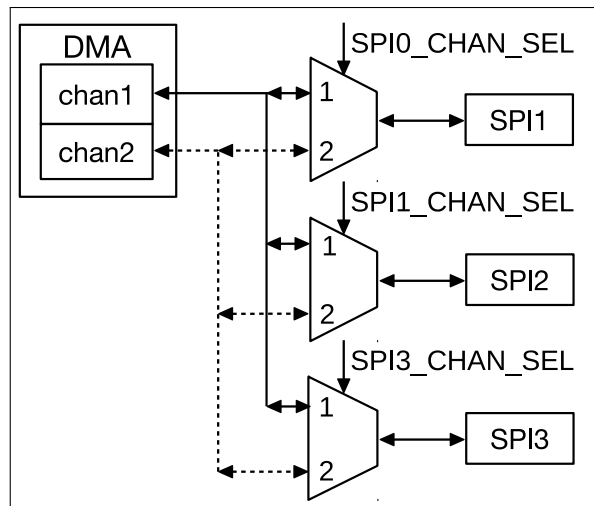 DMA
chan1
chan2
SPI0_CHAN_SEL
1
2
SPI1
SPI1_CHAN_SEL
1
2
SPI2
SPI3_CHAN_SEL
1
2
SPI3